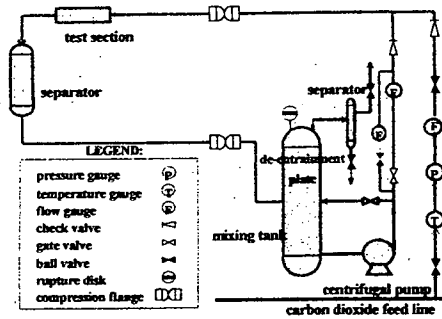 test section
separator
separator
de-entrainment
plate
mixing tank
centrifugal pump
carbon dioxide feed line
LEGEND:
pressure gauge P
temperature gauge T
flow gauge F
check valve
gate valve
ball valve
rupture disk
compression flange
F
F
F
P
T